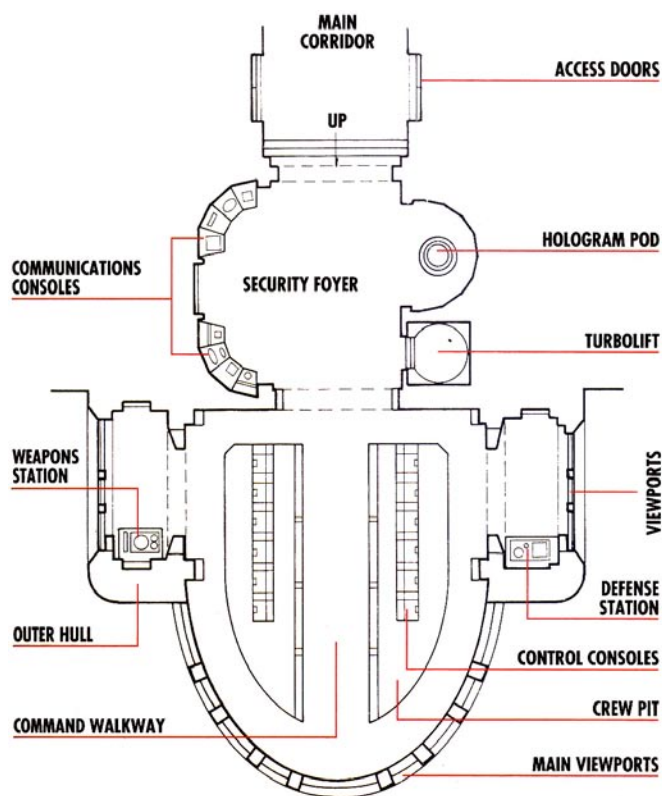 MAIN
CORRIDOR
ACCESS DOORS
UP
HOLOGRAM POD
COMMUNICATIONS
CONSOLES
SECURITY FOYER
TURBOLIFT
WEAPONS
STATION
VIEWPORTS
DEFENSE
STATION
OUTER HULL
CONTROL CONSOLES
CREW PIT
COMMAND WALKWAY
MAIN VIEWPORTS